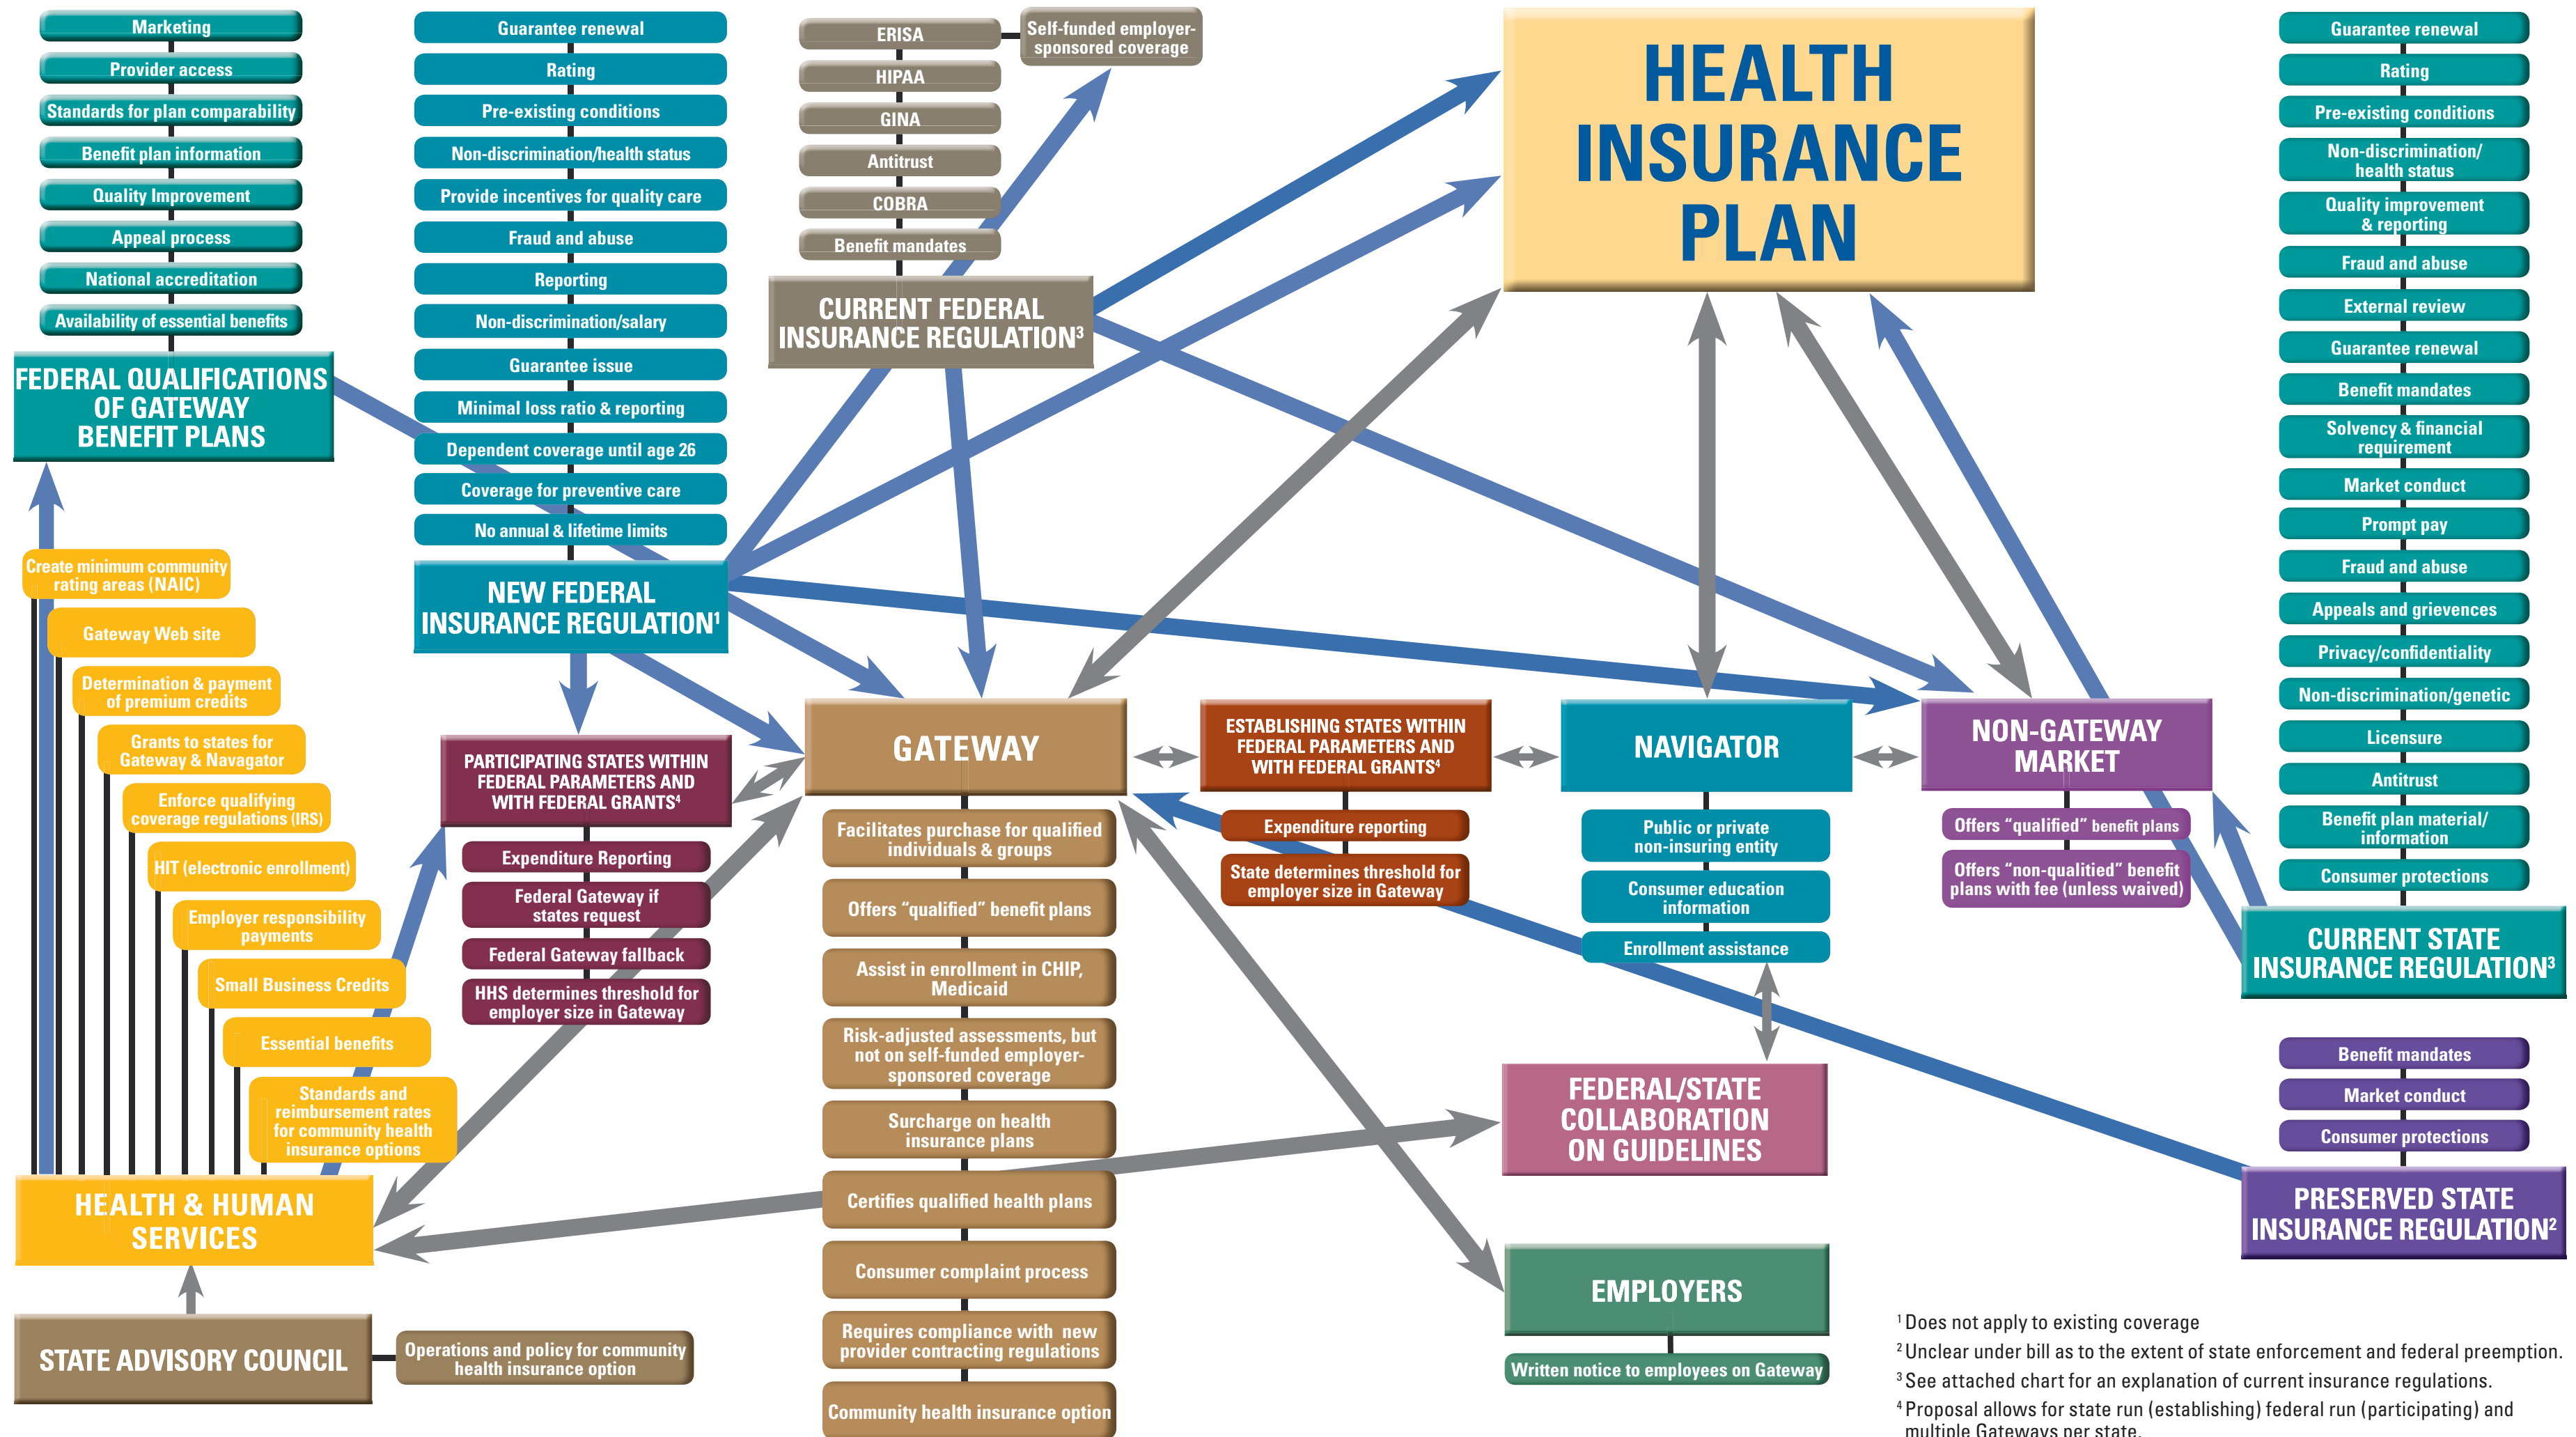 Marketing
Provider access
Standards for plan comparability
Benefit plan information
Quality Improvement
Appeal process
National accreditation
Availability of essential benefits
FEDERAL QUALIFICATIONS
OF GATEWAY
BENEFIT PLANS
Guarantee renewal
Rating
Pre-existing conditions
Non-discrimination/health status
Provide incentives for quality care
Fraud and abuse
Reporting
Non-discrimination/salary
Guarantee issue
Minimal loss ratio & reporting
Dependent coverage until age 26
Coverage for preventive care
No annual & lifetime limits
NEW FEDERAL
INSURANCE REGULATION¹
ERISA
Self-funded employer-
sponsored coverage
HIPAA
GINA
Antitrust
COBRA
Benefit mandates
CURRENT FEDERAL
INSURANCE REGULATION³
HEALTH
INSURANCE
PLAN
Guarantee renewal
Rating
Pre-existing conditions
Non-discrimination/
health status
Quality improvement
& reporting
Fraud and abuse
External review
Guarantee renewal
Benefit mandates
Solvency & financial
requirement
Market conduct
Prompt pay
Fraud and abuse
Appeals and grievences
Privacy/confidentiality
Non-discrimination/genetic
Licensure
Antitrust
Benefit plan material/
information
Consumer protections
CURRENT STATE
INSURANCE REGULATION³
Create minimum community
rating areas (NAIC)
Gateway Web site
Determination & payment
of premium credits
Grants to states for
Gateway & Navagator
Enforce qualifying
coverage regulations (IRS)
HIT (electronic enrollment)
Employer responsibility
payments
Small Business Credits
Essential benefits
Standards and
reimbursement rates
for community health
insurance options
HEALTH & HUMAN
SERVICES
STATE ADVISORY COUNCIL
Operations and policy for community
health insurance option
PARTICIPATING STATES WITHIN
FEDERAL PARAMETERS AND
WITH FEDERAL GRANTS⁴
Expenditure Reporting
Federal Gateway if
states request
Federal Gateway fallback
HHS determines threshold for
employer size in Gateway
GATEWAY
Facilitates purchase for qualified
individuals & groups
Offers “qualified” benefit plans
Assist in enrollment in CHIP,
Medicaid
Risk-adjusted assessments, but
not on self-funded employer-
sponsored coverage
Surcharge on health
insurance plans
Certifies qualified health plans
Consumer complaint process
Requires compliance with new
provider contracting regulations
Community health insurance option
ESTABLISHING STATES WITHIN
FEDERAL PARAMETERS AND
WITH FEDERAL GRANTS⁴
Expenditure reporting
State determines threshold for
employer size in Gateway
NAVIGATOR
Public or private
non-insuring entity
Consumer education
information
Enrollment assistance
FEDERAL/STATE
COLLABORATION
ON GUIDELINES
EMPLOYERS
Written notice to employees on Gateway
NON-GATEWAY
MARKET
Offers “qualified” benefit plans
Offers “non-qualitied” benefit
plans with fee (unless waived)
Benefit mandates
Market conduct
Consumer protections
PRESERVED STATE
INSURANCE REGULATION²
¹ Does not apply to existing coverage
² Unclear under bill as to the extent of state enforcement and federal preemption.
³ See attached chart for an explanation of current insurance regulations.
⁴ Proposal allows for state run (establishing) federal run (participating) and
multiple Gateways per state.